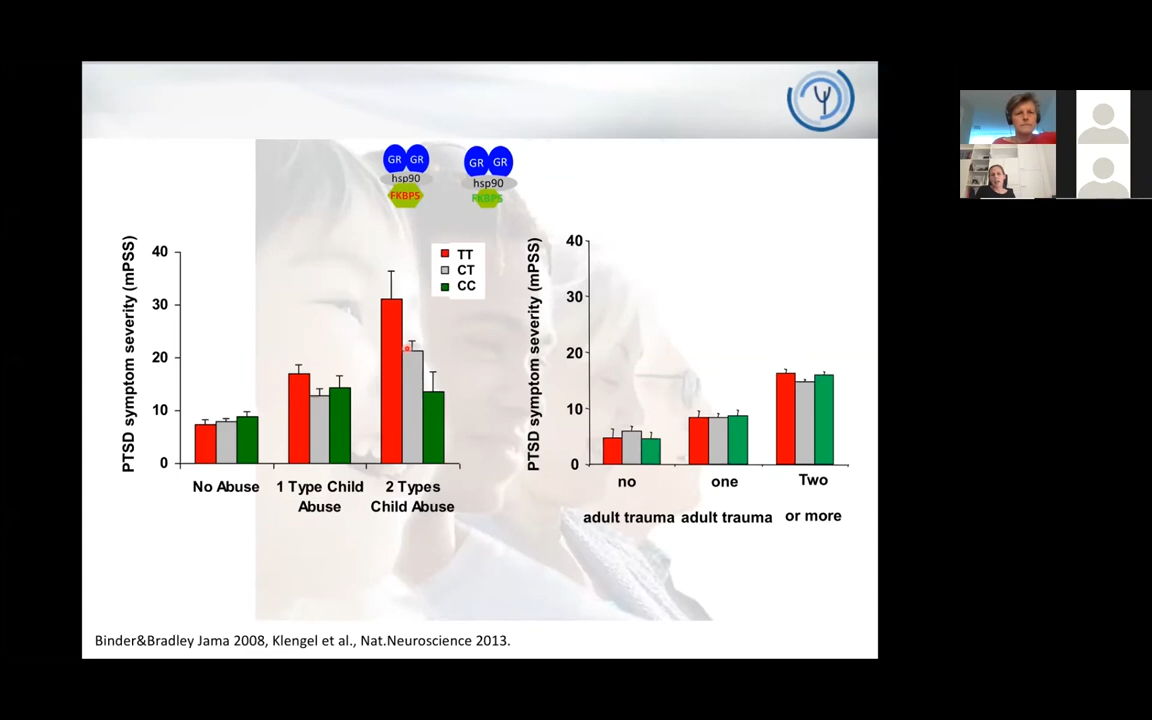 GR GR
hsp90
FKBP5
GR GR
hsp90
FKBP5
PTSD symptom severity (mPSS)
40
30
20
10
0
TT
CT
CC
No Abuse
1 Type Child
Abuse
2 Types
Child Abuse
PTSD symptom severity (mPSS)
40
30
20
10
0
no
adult trauma
one
adult trauma
Two
or more
Binder&Bradley Jama 2008, Klengel et al., Nat.Neuroscience 2013.